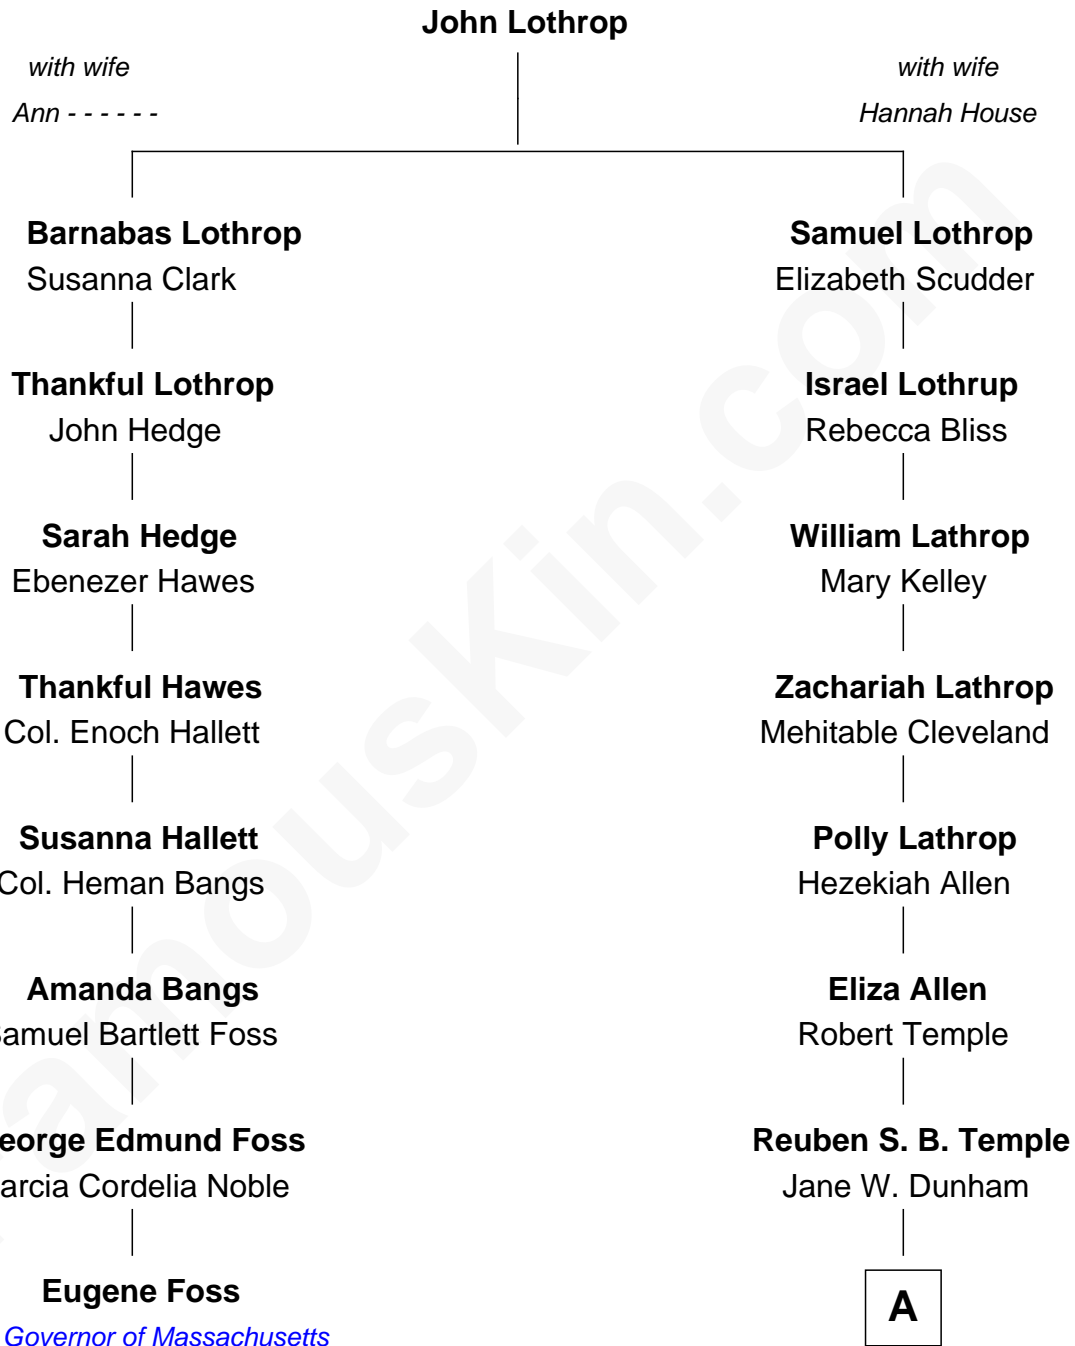 John Lothrop
with wife
Ann - - - - - -
with wife
Hannah House
Barnabas Lothrop
Susanna Clark
Samuel Lothrop
Elizabeth Scudder
Thankful Lothrop
John Hedge
Israel Lothrup
Rebecca Bliss
Sarah Hedge
Ebenezer Hawes
William Lathrop
Mary Kelley
Thankful Hawes
Col. Enoch Hallett
Zachariah Lathrop
Mehitable Cleveland
Susanna Hallett
Col. Heman Bangs
Polly Lathrop
Hezekiah Allen
Amanda Bangs
Samuel Bartlett Foss
Eliza Allen
Robert Temple
eorge Edmund Foss
arcia Cordelia Noble
Reuben S. B. Temple
Jane W. Dunham
Eugene Foss
Governor of Massachusetts
A
amouskin.com